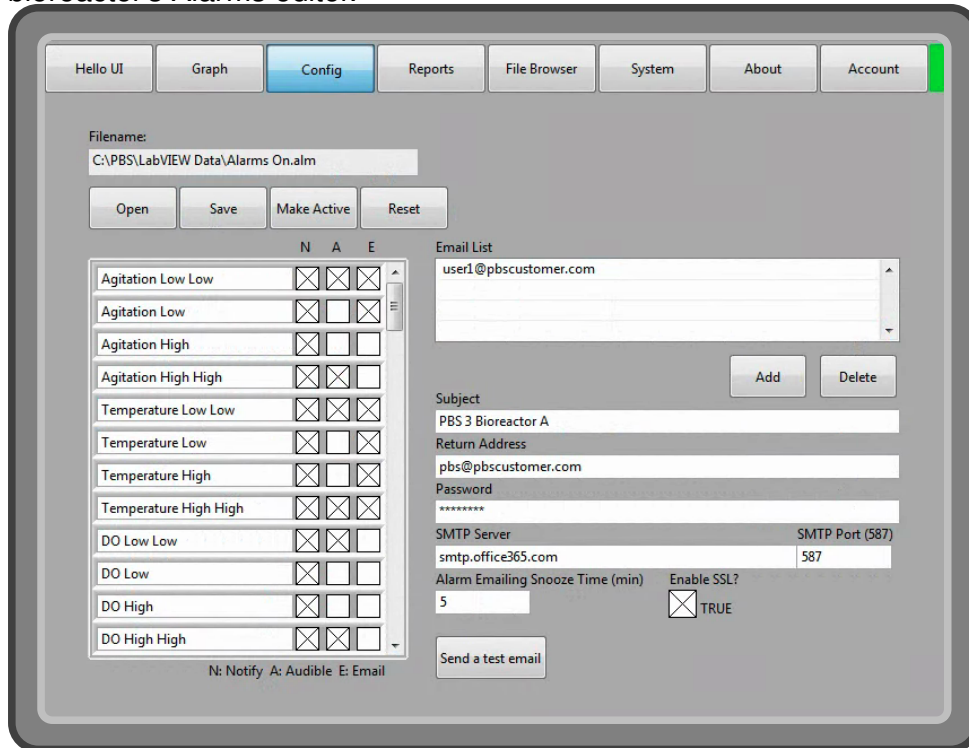 bioreactor's Alarms editor.
Hello UI Graph Config Reports File Browser System About Account
Filename:
C:\PBS\LabVIEW Data\Alarms On.alm
Open Save Make Active Reset
N A E
Agitation Low Low
Agitation Low
Agitation High
Agitation High High
Temperature Low Low
Temperature Low
Temperature High
Temperature High High
DO Low Low
DO Low
DO High
DO High High
N: Notify A: Audible E: Email
Email List
user1@pbscustomer.com
Add Delete
Subject
PBS 3 Bioreactor A
Return Address
pbs@pbscustomer.com
Password
********
SMTP Server SMTP Port (587)
smtp.office365.com 587
Alarm Emailing Snooze Time (min) Enable SSL?
5 TRUE
Send a test email